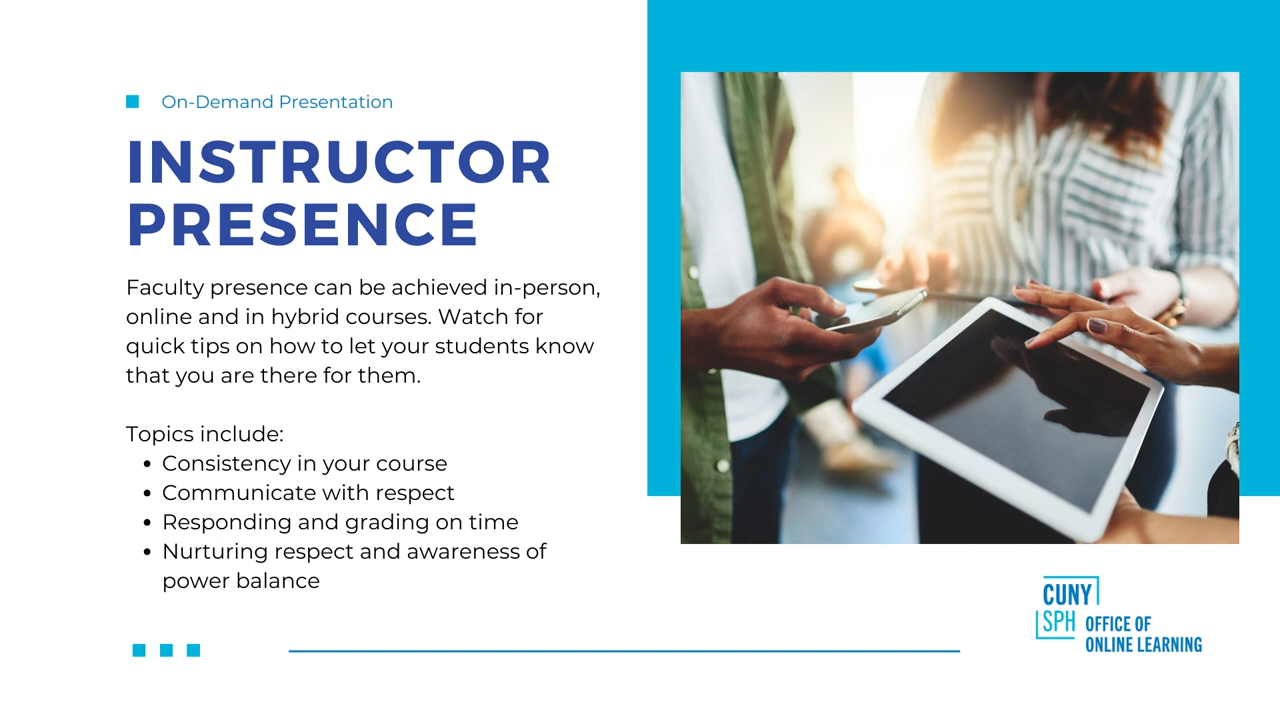 On-Demand Presentation
INSTRUCTOR
PRESENCE
Faculty presence can be achieved in-person,
online and in hybrid courses. Watch for
quick tips on how to let your students know
that you are there for them.
Topics include:
• Consistency in your course
• Communicate with respect
• Responding and grading on time
• Nurturing respect and awareness of
power balance
CUNY
SPH
OFFICE OF
ONLINE LEARNING